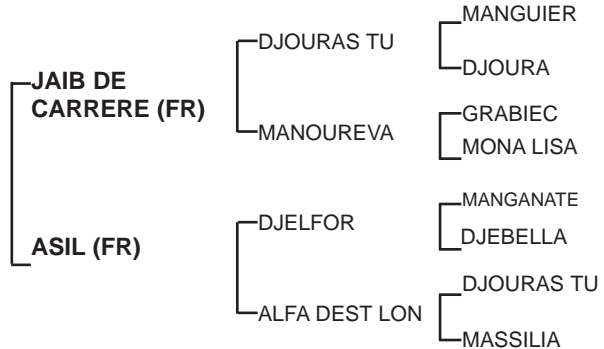 MANGUIER
DJOURAS TU
DJOURA
JAIB DE
CARRERE (FR)
GRABIEC
MANOUREVA
MONA LISA
MANGANATE
DJELFOR
DJEBELLA
ASIL (FR)
DJOURAS TU
ALFA DEST LON
MASSILIA